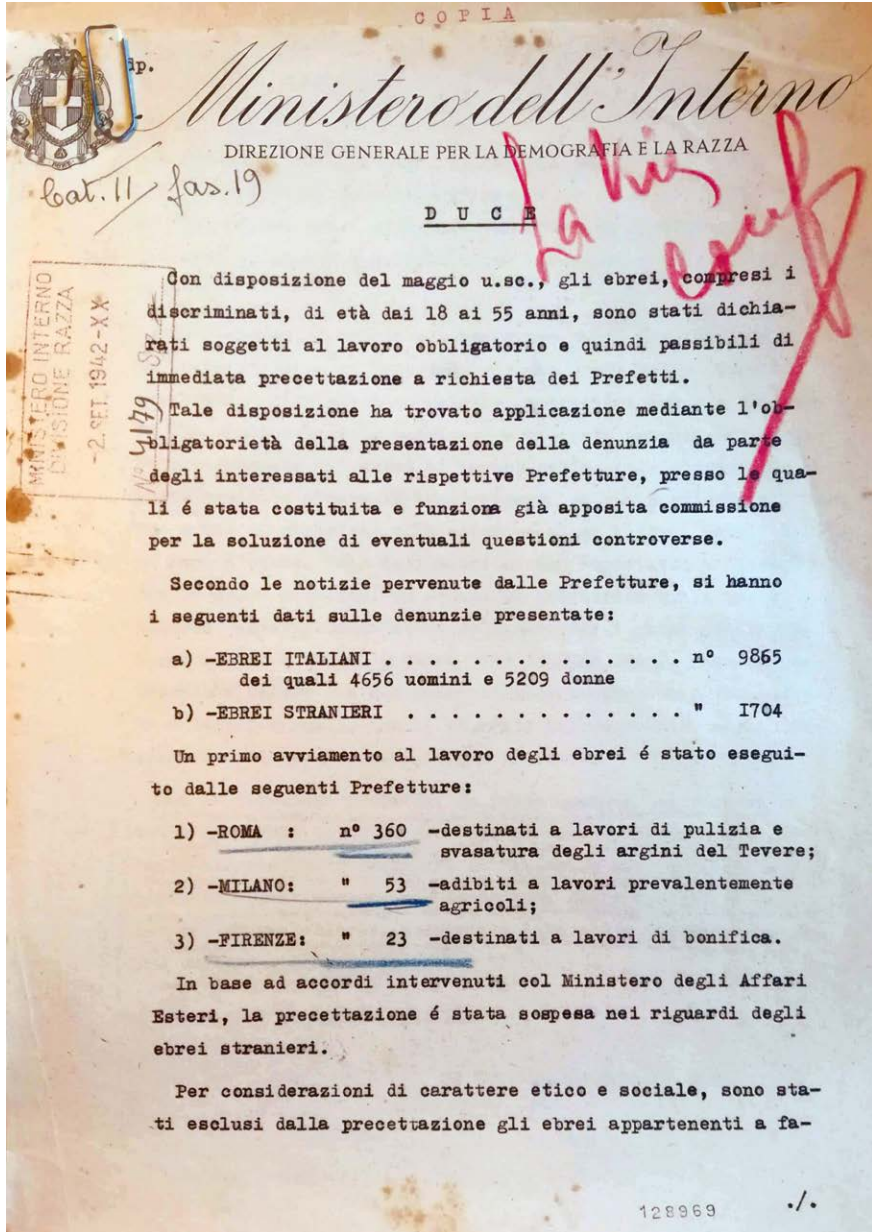 COPIA
ip.
Ministero dell'Interno
DIREZIONE GENERALE PER LA DEMOGRAFIA E LA RAZZA
Cat. 11 / fas. 19
DUCE
MINISTERO INTERNO
DIVISIONE RAZZA
-2. SET. 1942-XX
Con disposizione del maggio u.sc., gli ebrei, compresi i
discriminati, di età dai 18 ai 55 anni, sono stati dichia-
rati soggetti al lavoro obbligatorio e quindi passibili di
immediata precettazione a richiesta dei Prefetti.
Tale disposizione ha trovato applicazione mediante l'ob-
bligatorietà della presentazione della denunzia da parte
degli interessati alle rispettive Prefetture, presso le qua-
li é stata costituita e funziona già apposita commissione
per la soluzione di eventuali questioni controverse.
Secondo le notizie pervenute dalle Prefetture, si hanno
i seguenti dati sulle denunzie presentate:
a) -EBREI ITALIANI . . . . . . . . . . . . . . . . n° 9865
dei quali 4656 uomini e 5209 donne
b) -EBREI STRANIERI . . . . . . . . . . . . . . " I704
Un primo avviamento al lavoro degli ebrei é stato esegui-
to dalle seguenti Prefetture:
1) -ROMA : n° 360 -destinati a lavori di pulizia e
svasatura degli argini del Tevere;
2) -MILANO: " 53 -adibiti a lavori prevalentemente
agricoli;
3) -FIRENZE: " 23 -destinati a lavori di bonifica.
In base ad accordi intervenuti col Ministero degli Affari
Esteri, la precettazione é stata sospesa nei riguardi degli
ebrei stranieri.
Per considerazioni di carattere etico e sociale, sono sta-
ti esclusi dalla precettazione gli ebrei appartenenti a fa-
128969 ./.